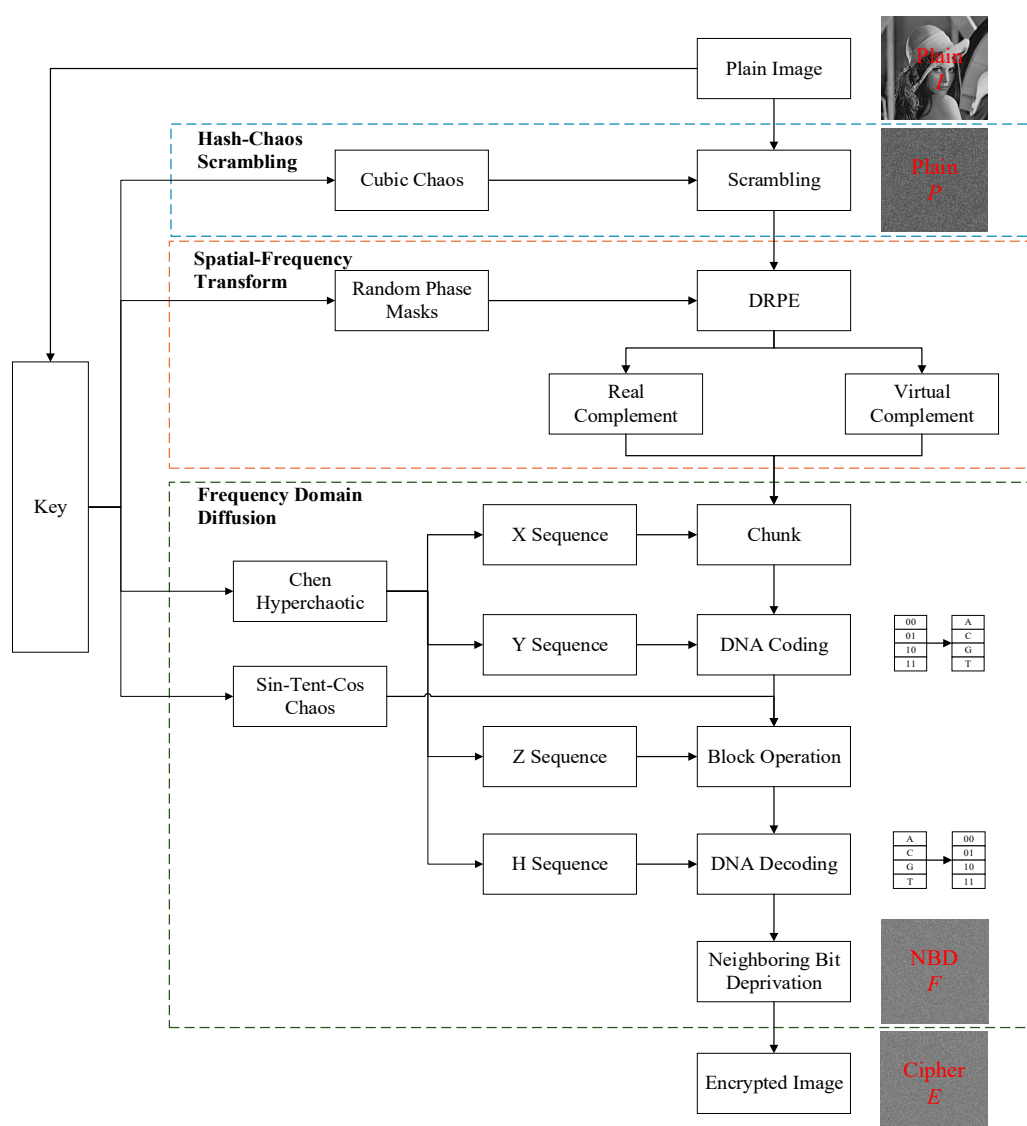 Plain Image
Plain
I
Hash-Chaos
Scrambling
Cubic Chaos
Scrambling
Plain
P
Spatial-Frequency
Transform
Random Phase
Masks
DRPE
Real
Complement
Virtual
Complement
Key
Frequency Domain
Diffusion
X Sequence
Chunk
Chen
Hyperchaotic
Y Sequence
DNA Coding
00
01
10
11
A
C
G
T
Sin-Tent-Cos
Chaos
Z Sequence
Block Operation
H Sequence
DNA Decoding
A
C
G
T
00
01
10
11
Neighboring Bit
Deprivation
NBD
F
Encrypted Image
Cipher
E